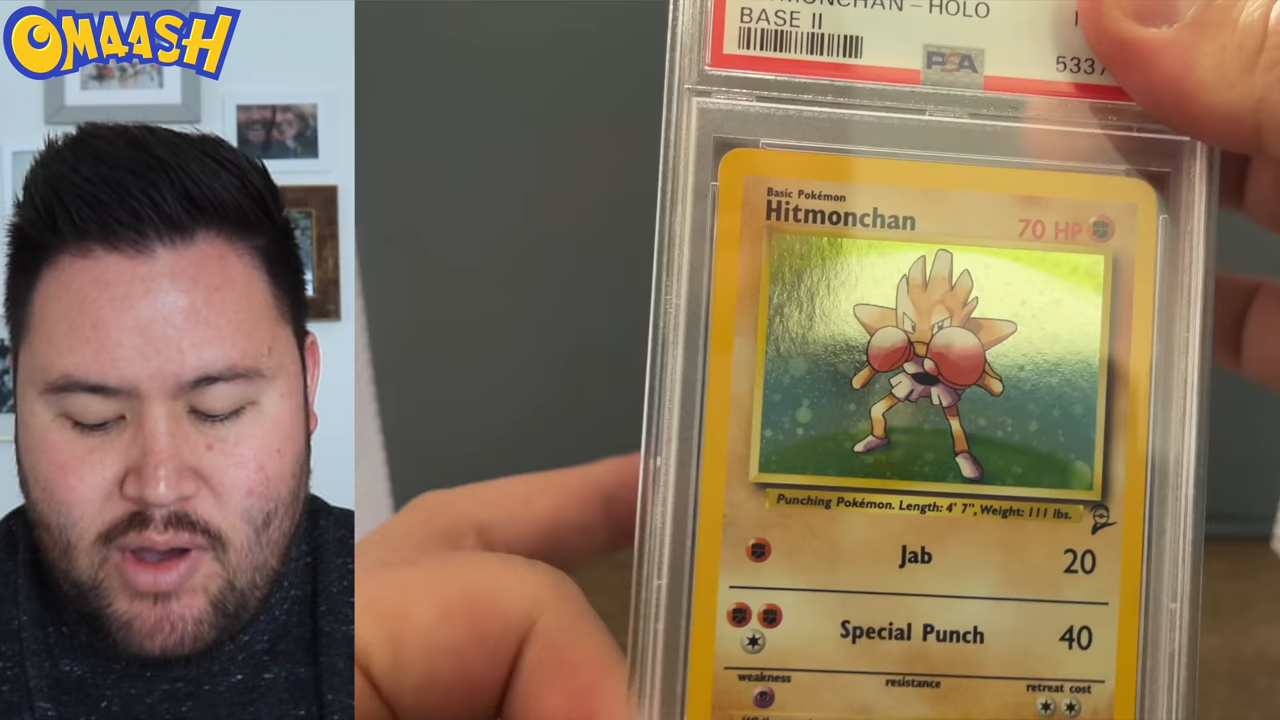 OMAASH
MONCHAN – HOLO
BASE II
PSA
5337
Basic Pokémon
Hitmonchan
70 HP
Punching Pokémon. Length: 4' 7", Weight: 111 lbs.
Jab 20
Special Punch 40
weakness resistance retreat cost